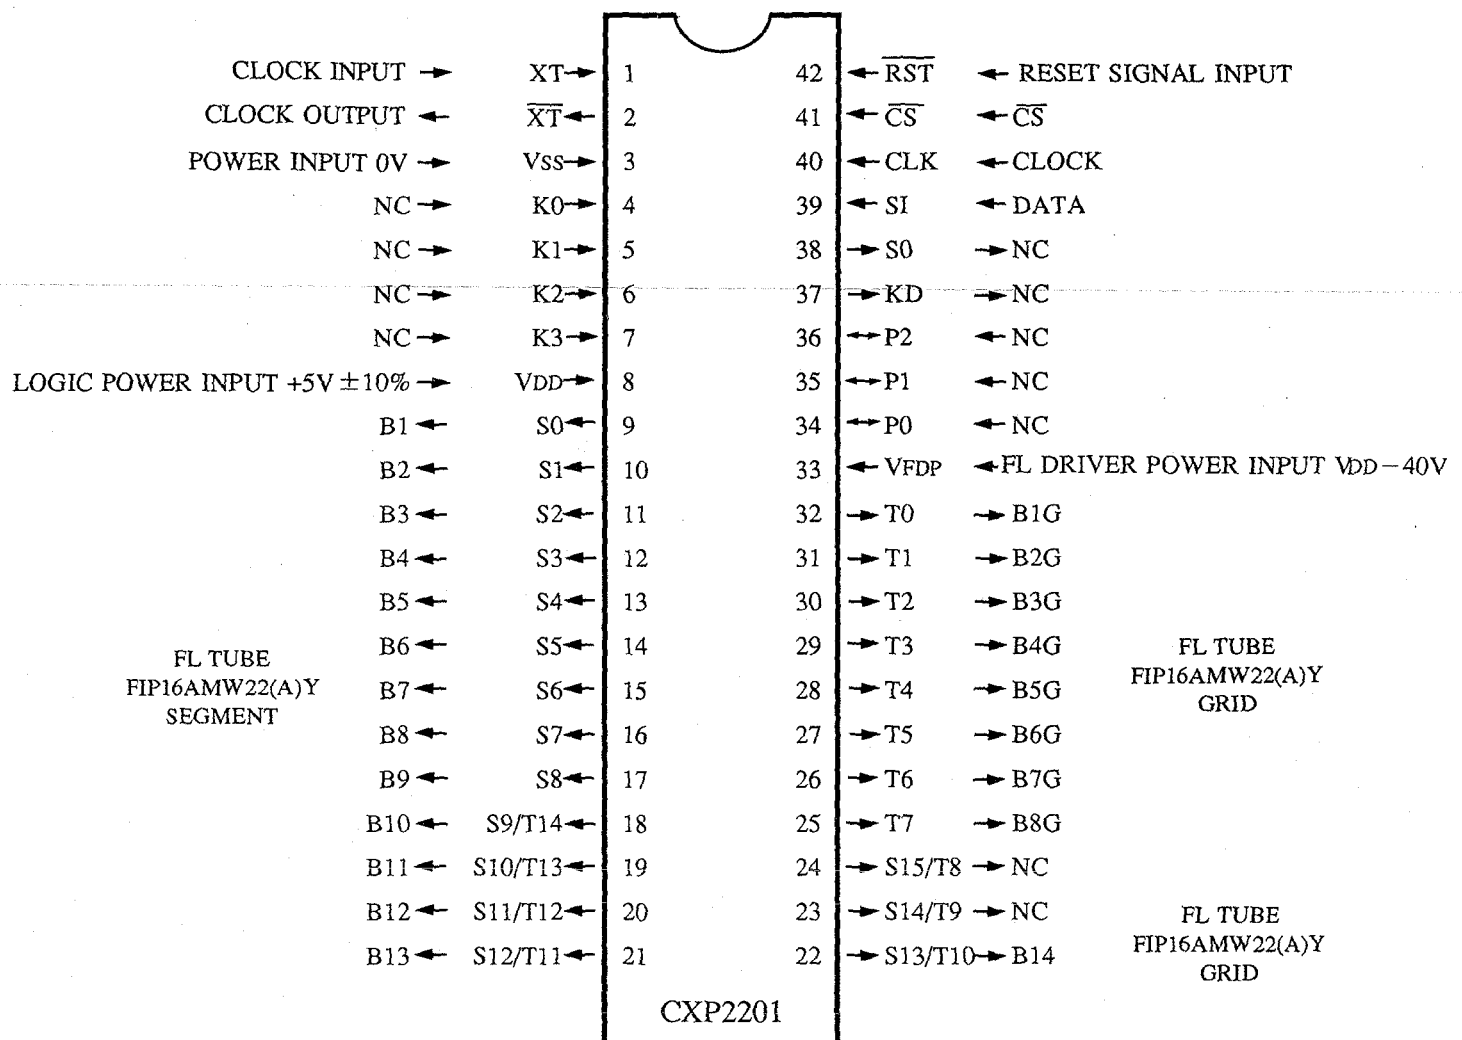 CLOCK INPUT XT 1 42 RST RESET SIGNAL INPUT
CLOCK OUTPUT XT 2 41 CS CS
POWER INPUT 0V VSS 3 40 CLK CLOCK
NC K0 4 39 SI DATA
NC K1 5 38 S0 NC
NC K2 6 37 KD NC
NC K3 7 36 P2 NC
LOGIC POWER INPUT +5V ±10% VDD 8 35 P1 NC
B1 S0 9 34 P0 NC
B2 S1 10 33 VFDP FL DRIVER POWER INPUT VDD−40V
B3 S2 11 32 T0 B1G
B4 S3 12 31 T1 B2G
B5 S4 13 30 T2 B3G
B6 S5 14 29 T3 B4G
FL TUBE
FIP16AMW22(A)Y
SEGMENT
FL TUBE
FIP16AMW22(A)Y
GRID
B7 S6 15 28 T4 B5G
B8 S7 16 27 T5 B6G
B9 S8 17 26 T6 B7G
B10 S9/T14 18 25 T7 B8G
B11 S10/T13 19 24 S15/T8 NC
B12 S11/T12 20 23 S14/T9 NC
B13 S12/T11 21 22 S13/T10 B14
FL TUBE
FIP16AMW22(A)Y
GRID
CXP2201